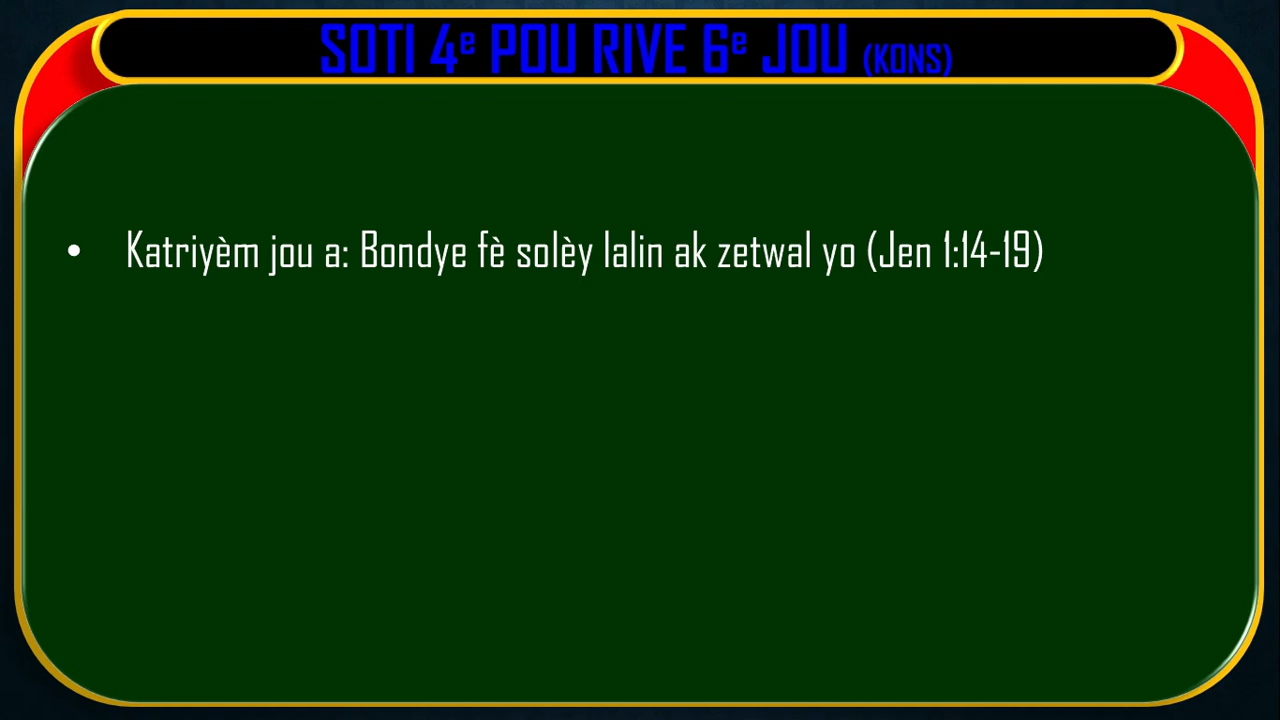 SOTI 4e POU RIVE 6e JOU (KONS)
• Katriyèm jou a: Bondye fè solèy lalin ak zetwal yo (Jen 1:14-19)